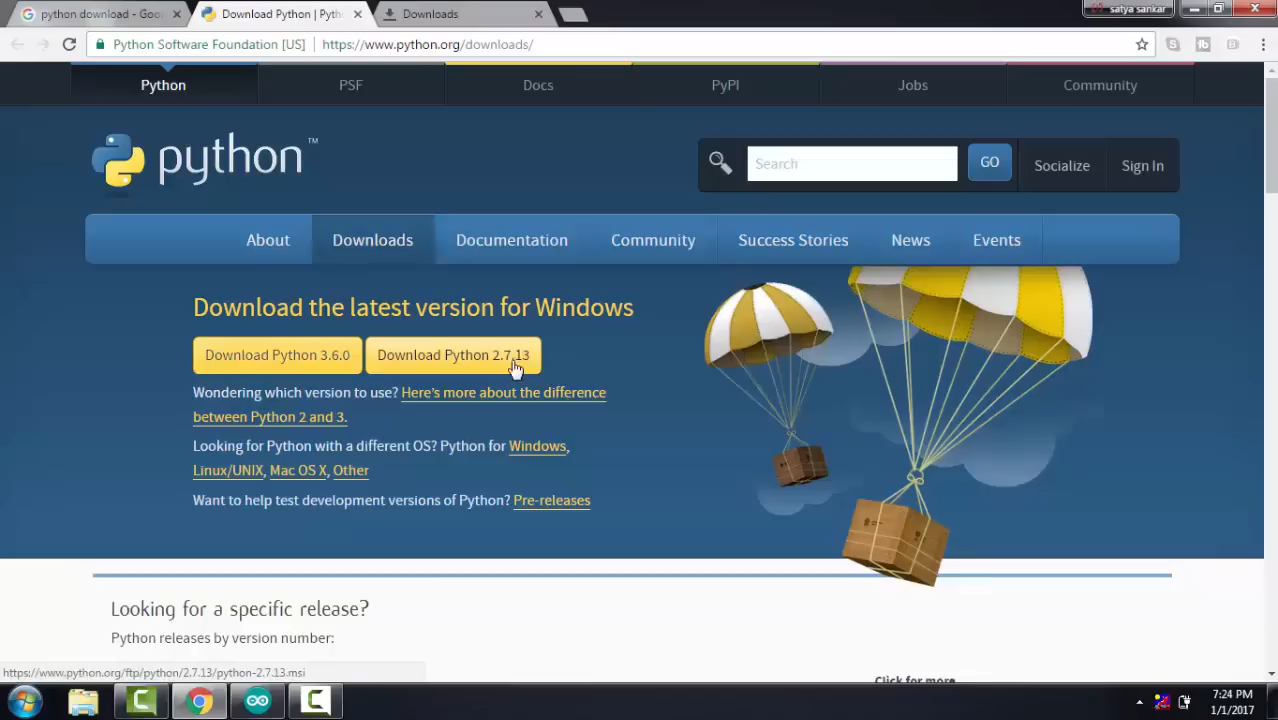 python download - Goo
Download Python | Pyth
Downloads
satya sankar
Python Software Foundation [US]
https://www.python.org/downloads/
Python
PSF
Docs
PyPI
Jobs
Community
python™
Search
GO
Socialize
Sign In
About
Downloads
Documentation
Community
Success Stories
News
Events
Download the latest version for Windows
Download Python 3.6.0
Download Python 2.7.13
Wondering which version to use? Here's more about the difference
between Python 2 and 3.
Looking for Python with a different OS? Python for Windows,
Linux/UNIX, Mac OS X, Other
Want to help test development versions of Python? Pre-releases
Looking for a specific release?
Python releases by version number:
https://www.python.org/ftp/python/2.7.13/python-2.7.13.msi
Click for more
7:24 PM
1/1/2017